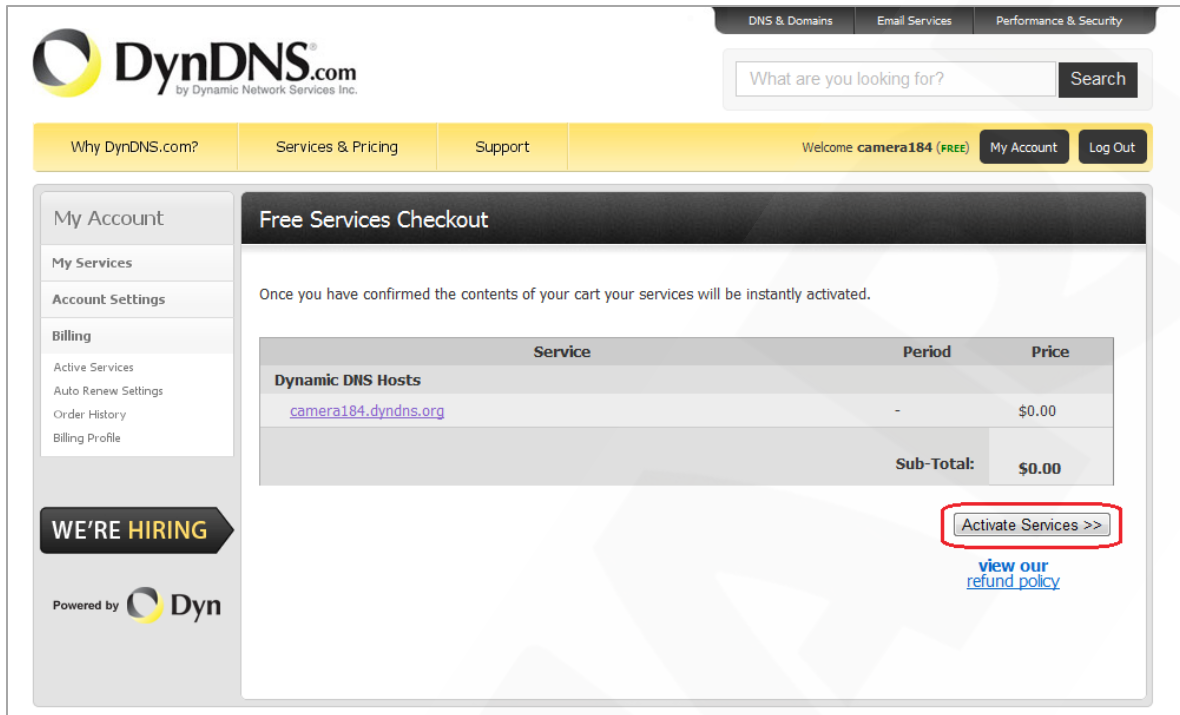 DNS & Domains Email Services Performance & Security
DynDNS.com
by Dynamic Network Services Inc.
What are you looking for? Search
Why DynDNS.com? Services & Pricing Support Welcome camera184 (FREE) My Account Log Out
My Account
My Services
Account Settings
Billing
Active Services
Auto Renew Settings
Order History
Billing Profile
WE'RE HIRING
Powered by Dyn
Free Services Checkout
Once you have confirmed the contents of your cart your services will be instantly activated.
Service Period Price
Dynamic DNS Hosts
camera184.dyndns.org - $0.00
Sub-Total: $0.00
Activate Services >>
view our
refund policy